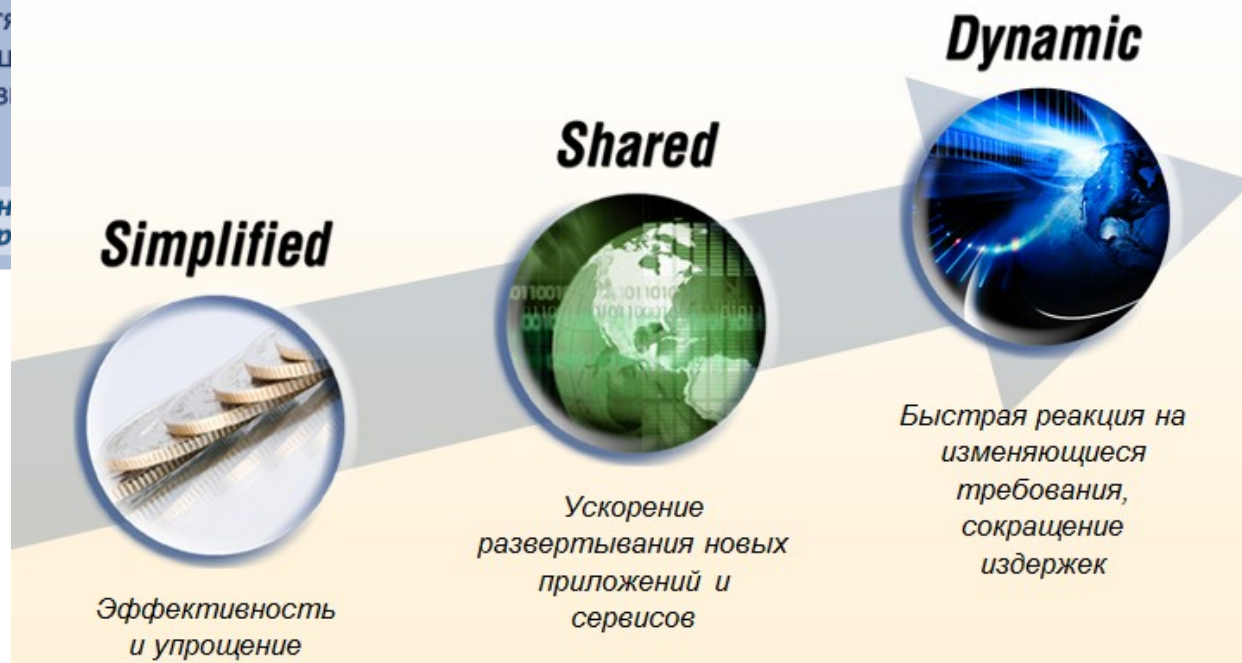 Dynamic
Shared
Simplified
Быстрая реакция на
изменяющиеся
требования,
сокращение
издержек
Ускорение
развертывания новых
приложений и
сервисов
Эффективность
и упрощение